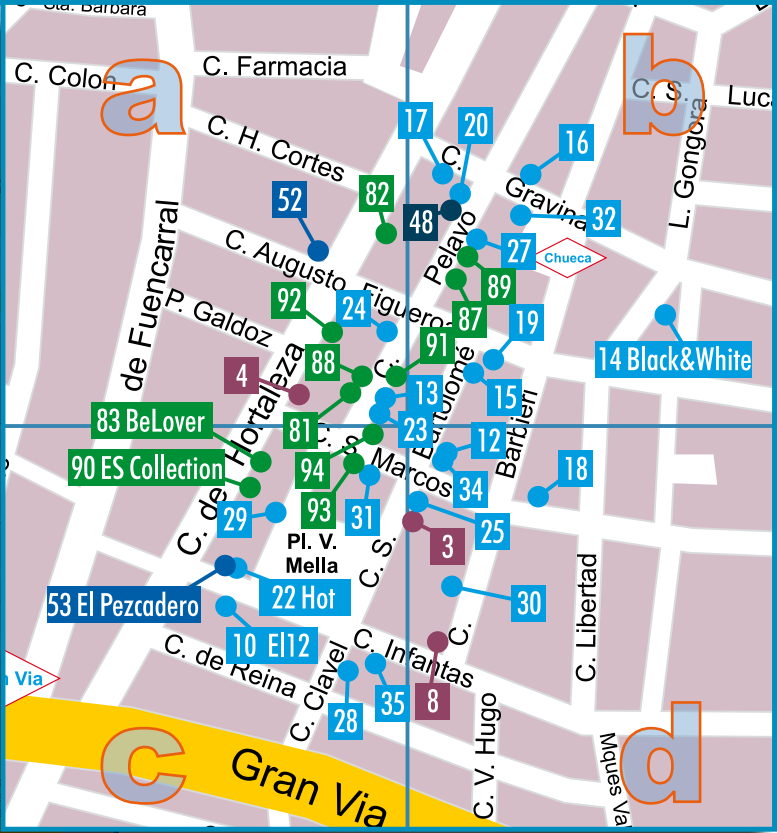 Sta. Barbara
C. Colon
C. Farmacia
a
b
C. S.
Luc
L. Gongora
C. H. Cortes
17
20
C.
Gravina
16
52
82
48
32
de Fuencarral
C. Augusto Figueroa
Pelayo
27
Chueca
89
P. Galdoz
92
24
87
19
88
91
14 Black&White
4
C.
13
Bartolomé
15
83 BeLover
81
23
Barbieri
C. de Hortaleza
C. S. Marcos
12
90 ES Collection
94
34
18
29
93
31
25
Pl. V.
Mella
C. S.
3
C. Libertad
53 El Pezcadero
22 Hot
30
10 El12
C.
C. Infantas
C. de Reina
n Via
C. Clavel
28
35
8
C. V. Hugo
Mques Va
c
d
Gran Via